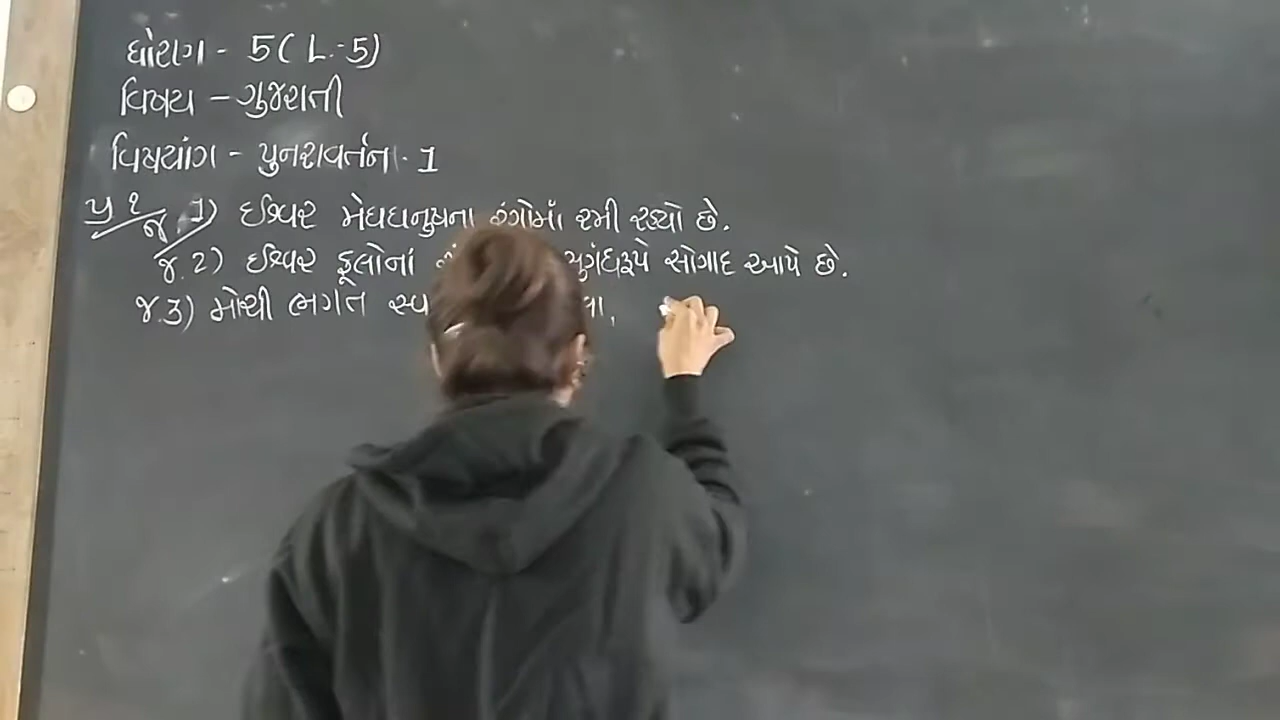 ધોરણ - 5 ( L.-5)
વિષય - ગુજરાતી
વિષયાંગ - પુનરાવર્તન - 1
પ્ર ૧ જ. 1) ઈશ્વર મેઘધનુષના રંગોમાં રમી રહ્યો છે.
જ. 2) ઈશ્વર ફૂલોનાં સુગંધરૂપે સોગાદ આપે છે.
જ. 3) મોચી ભગત